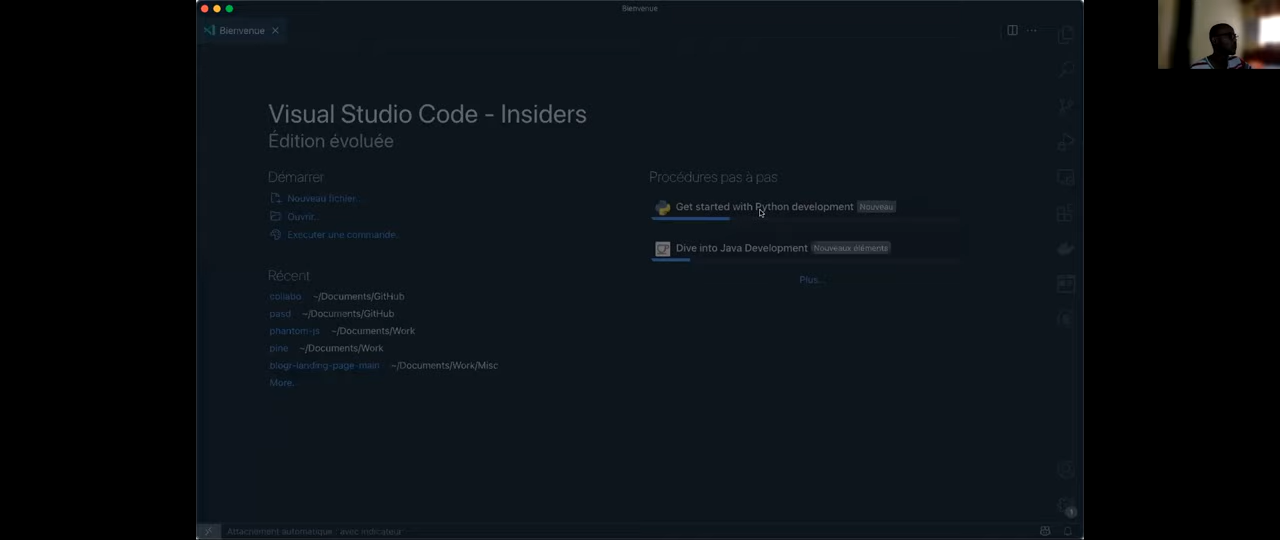 Bienvenue
Bienvenue
Visual Studio Code - Insiders
Édition évoluée
Démarrer
Nouveau fichier...
Ouvrir...
Exécuter une commande...
Récent
collabo ~/Documents/GitHub
pasd ~/Documents/GitHub
phantom-js ~/Documents/Work
pine ~/Documents/Work
blogr-landing-page-main ~/Documents/Work/Misc
More...
Procédures pas à pas
Get started with Python development Nouveau
Dive into Java Development Nouveaux éléments
Plus...
Attachement automatique : avec indicateur
1